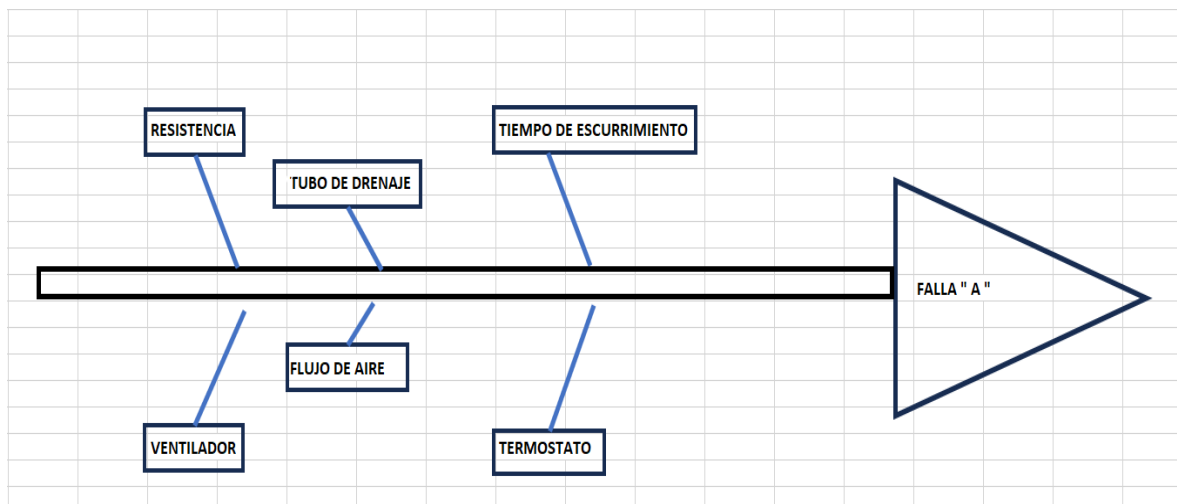 RESISTENCIA
TIEMPO DE ESCURRIMIENTO
TUBO DE DRENAJE
FALLA " A "
FLUJO DE AIRE
VENTILADOR
TERMOSTATO